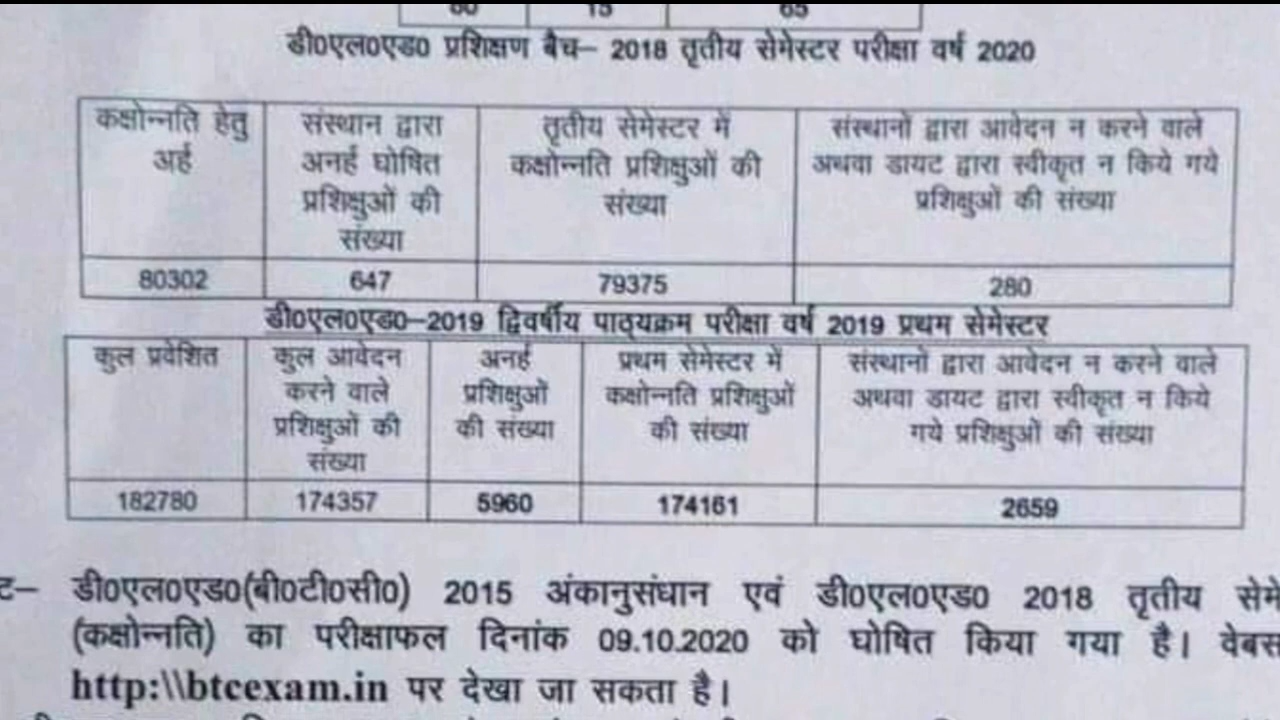 60 15 65
डी0एल0एड0 प्रशिक्षण बैच– 2018 तृतीय सेमेस्टर परीक्षा वर्ष 2020
कक्षोन्नति हेतु संस्थान द्वारा तृतीय सेमेस्टर में संस्थानों द्वारा आवेदन न करने वाले
अर्ह अनर्ह घोषित कक्षोन्नति प्रशिक्षुओं की अथवा डायट द्वारा स्वीकृत न किये गये
प्रशिक्षुओं की संख्या प्रशिक्षुओं की संख्या
संख्या
80302 647 79375 280
डी0एल0एड0–2019 द्विवर्षीय पाठ्यक्रम परीक्षा वर्ष 2019 प्रथम सेमेस्टर
कुल प्रवेशित कुल आवेदन अनर्ह प्रथम सेमेस्टर में संस्थानों द्वारा आवेदन न करने वाले
करने वाले प्रशिक्षुओं कक्षोन्नति प्रशिक्षुओं अथवा डायट द्वारा स्वीकृत न किये
प्रशिक्षुओं की की संख्या की संख्या गये प्रशिक्षुओं की संख्या
संख्या
182780 174357 5960 174161 2659
ट– डी0एल0एड0(बी0टी0सी0) 2015 अंकानुसंधान एवं डी0एल0एड0 2018 तृतीय सेमे
(कक्षोन्नति) का परीक्षाफल दिनांक 09.10.2020 को घोषित किया गया है। वेबस
http:\\btcexam.in पर देखा जा सकता है।